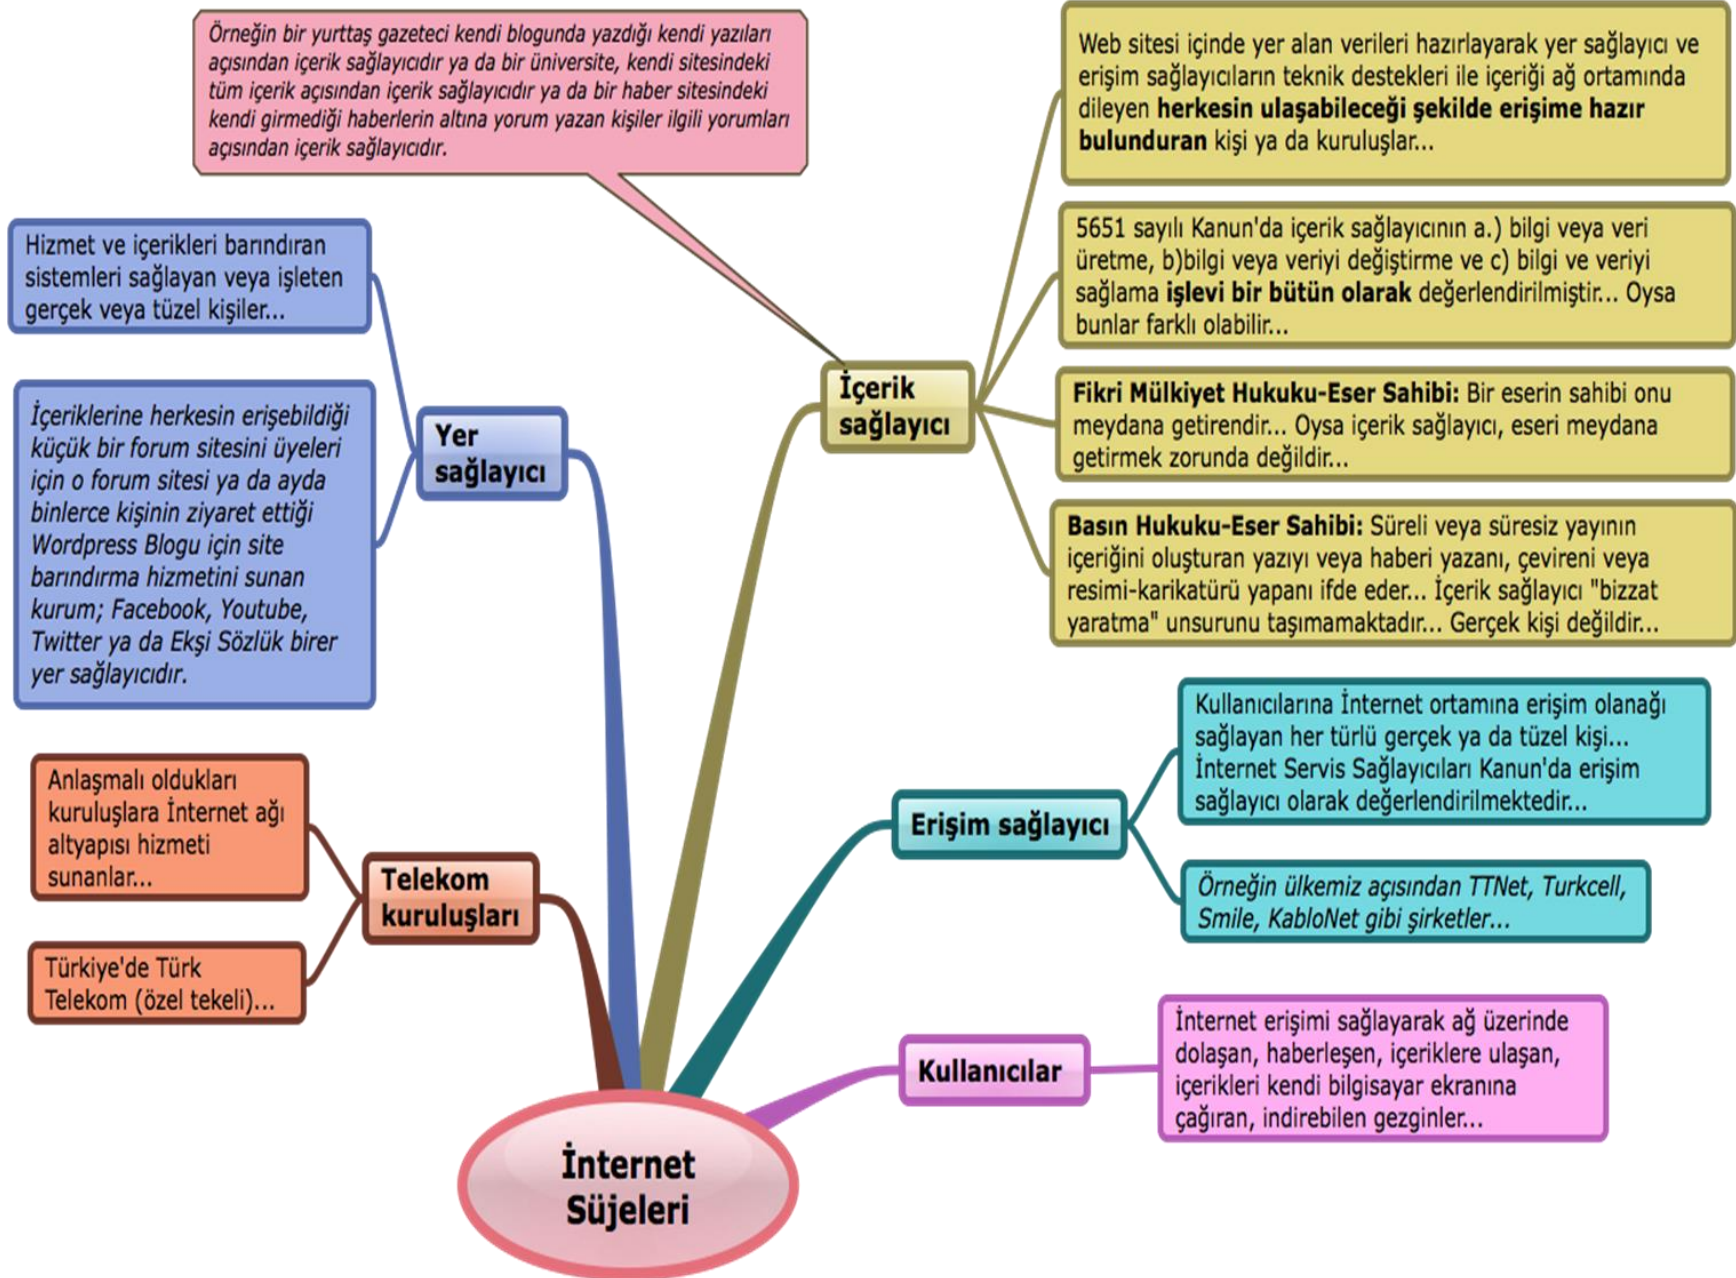 Örneğin bir yurttaş gazeteci kendi blogunda yazdığı kendi yazıları
açısından içerik sağlayıcıdır ya da bir üniversite, kendi sitesindeki
tüm içerik açısından içerik sağlayıcıdır ya da bir haber sitesindeki
kendi girmediği haberlerin altına yorum yazan kişiler ilgili yorumları
açısından içerik sağlayıcıdır.
Web sitesi içinde yer alan verileri hazırlayarak yer sağlayıcı ve
erişim sağlayıcıların teknik destekleri ile içeriği ağ ortamında
dileyen herkesin ulaşabileceği şekilde erişime hazır
bulunduran kişi ya da kuruluşlar...
5651 sayılı Kanun'da içerik sağlayıcının a.) bilgi veya veri
üretme, b)bilgi veya veriyi değiştirme ve c) bilgi ve veriyi
sağlama işlevi bir bütün olarak değerlendirilmiştir... Oysa
bunlar farklı olabilir...
İçerik
sağlayıcı
Fikri Mülkiyet Hukuku-Eser Sahibi: Bir eserin sahibi onu
meydana getirendir... Oysa içerik sağlayıcı, eseri meydana
getirmek zorunda değildir...
Basın Hukuku-Eser Sahibi: Süreli veya süresiz yayının
içeriğini oluşturan yazıyı veya haberi yazanı, çevireni veya
resimi-karikatürü yapanı ifde eder... İçerik sağlayıcı "bizzat
yaratma" unsurunu taşımamaktadır... Gerçek kişi değildir...
Hizmet ve içerikleri barındıran
sistemleri sağlayan veya işleten
gerçek veya tüzel kişiler...
Yer
sağlayıcı
İçeriklerine herkesin erişebildiği
küçük bir forum sitesini üyeleri
için o forum sitesi ya da ayda
binlerce kişinin ziyaret ettiği
Wordpress Blogu için site
barındırma hizmetini sunan
kurum; Facebook, Youtube,
Twitter ya da Ekşi Sözlük birer
yer sağlayıcıdır.
Kullanıcılarına İnternet ortamına erişim olanağı
sağlayan her türlü gerçek ya da tüzel kişi...
İnternet Servis Sağlayıcıları Kanun'da erişim
sağlayıcı olarak değerlendirilmektedir...
Erişim sağlayıcı
Örneğin ülkemiz açısından TTNet, Turkcell,
Smile, KabloNet gibi şirketler...
Anlaşmalı oldukları
kuruluşlara İnternet ağı
altyapısı hizmeti
sunanlar...
Telekom
kuruluşları
Türkiye'de Türk
Telekom (özel tekeli)...
Kullanıcılar
İnternet erişimi sağlayarak ağ üzerinde
dolaşan, haberleşen, içeriklere ulaşan,
içerikleri kendi bilgisayar ekranına
çağıran, indirebilen gezginler...
İnternet
Süjeleri